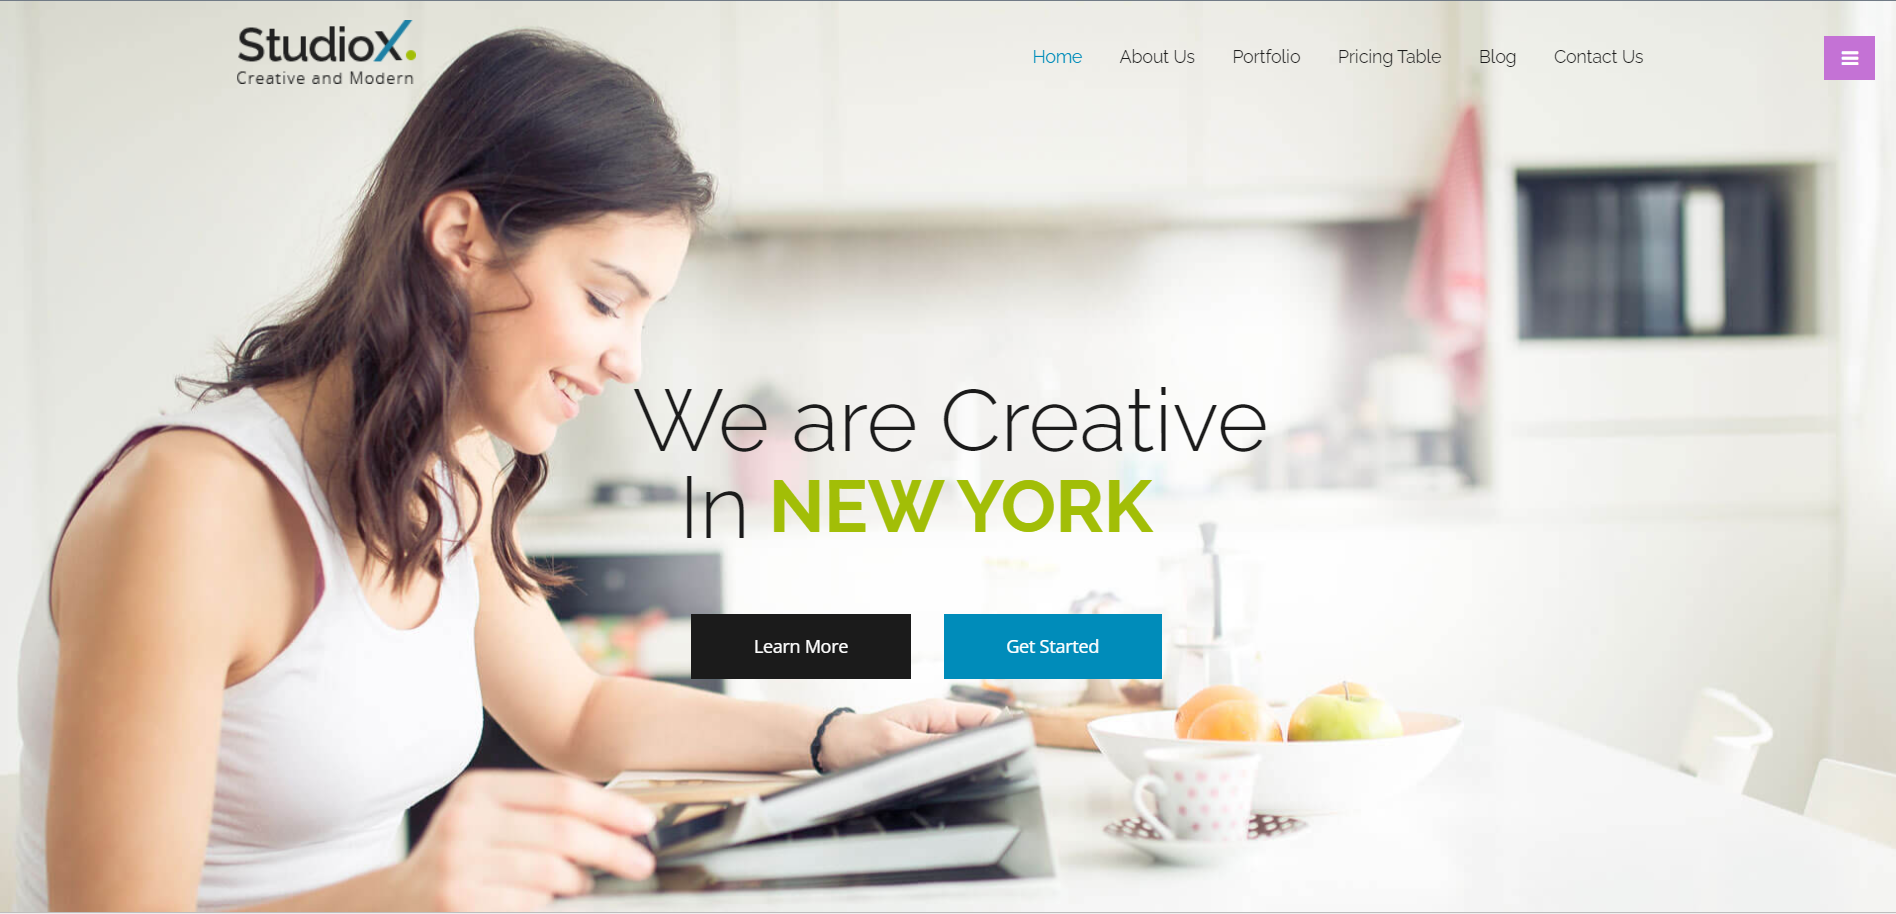 StudioX.
Creative and Modern
Home About Us Portfolio Pricing Table Blog Contact Us
We are Creative
In NEW YORK
Learn More Get Started